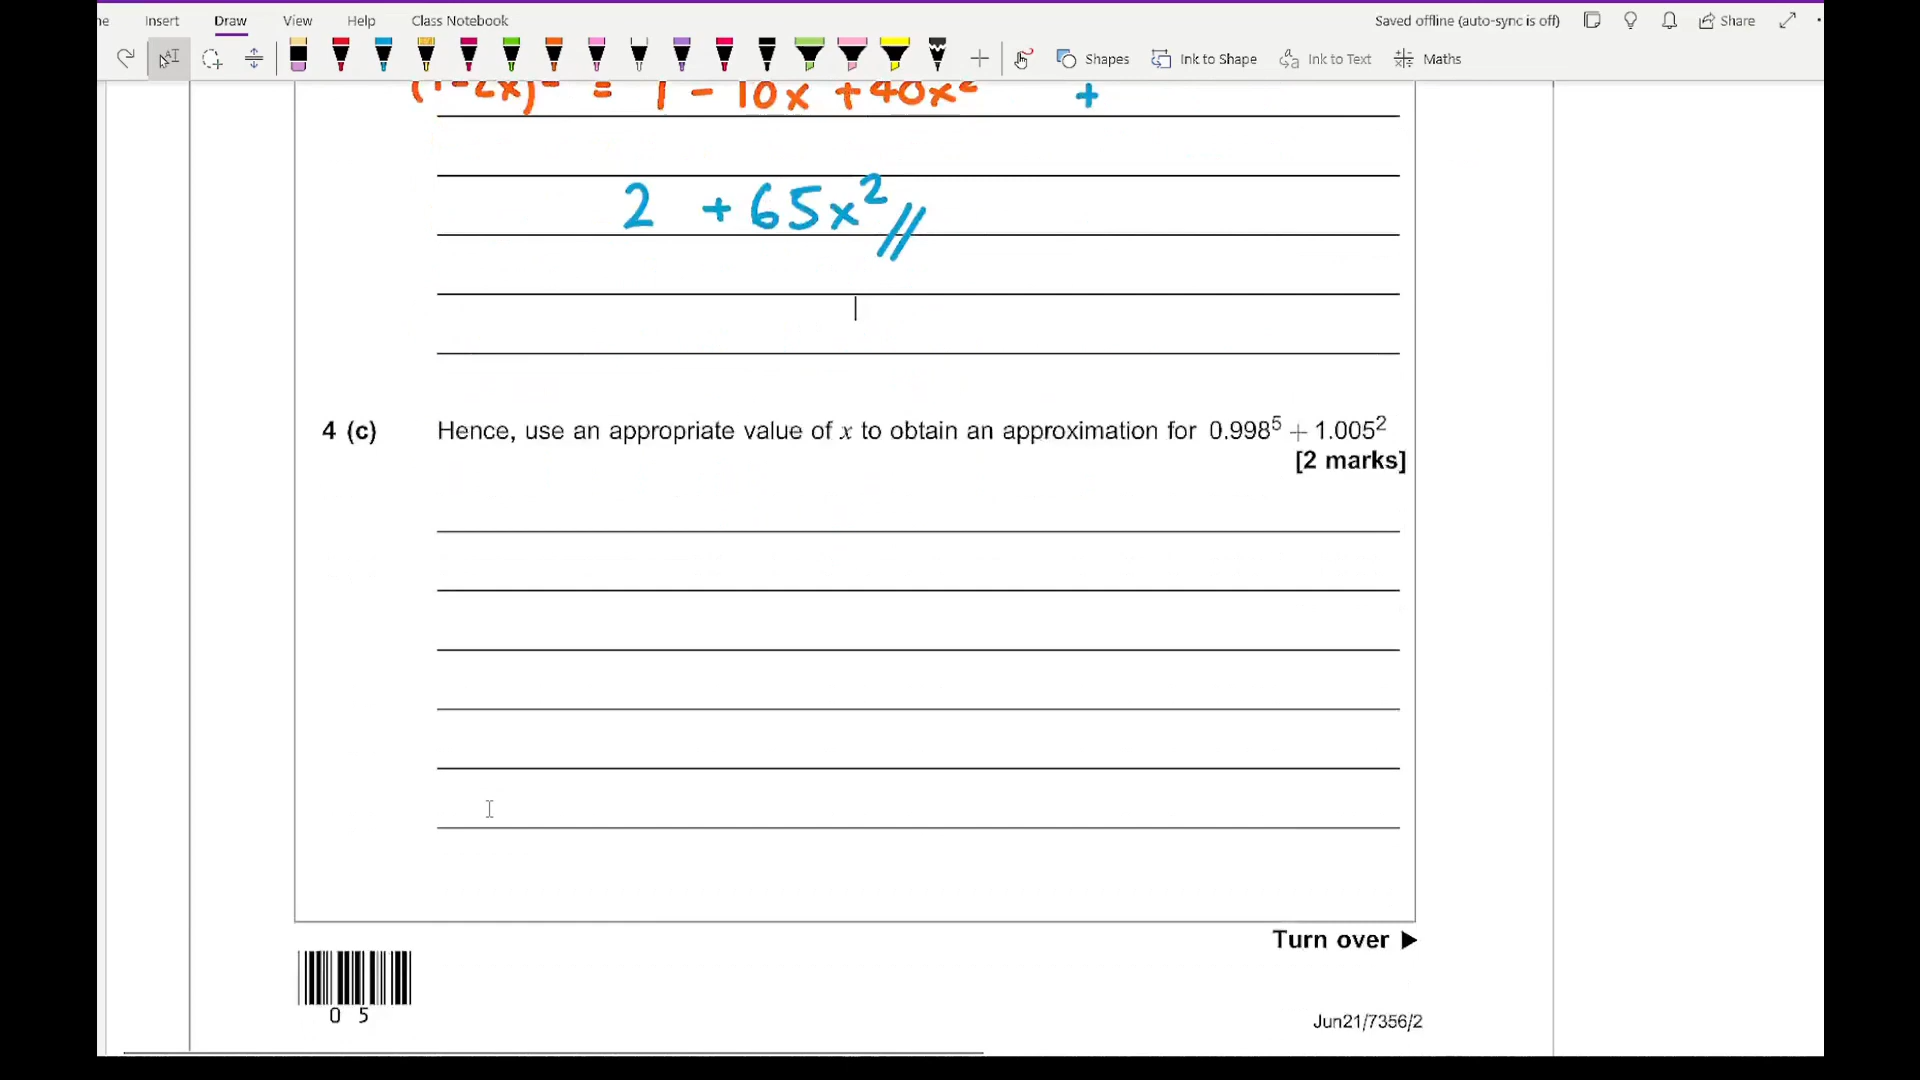 Insert Draw View Help Class Notebook Saved offline (auto-sync is off) Share
Shapes Ink to Shape Ink to Text Maths
= 1 - 10x + 40x² +
2 + 65x²
4 (c) Hence, use an appropriate value of x to obtain an approximation for 0.998⁵ + 1.005²
[2 marks]
Turn over ▶
0 5
Jun21/7356/2